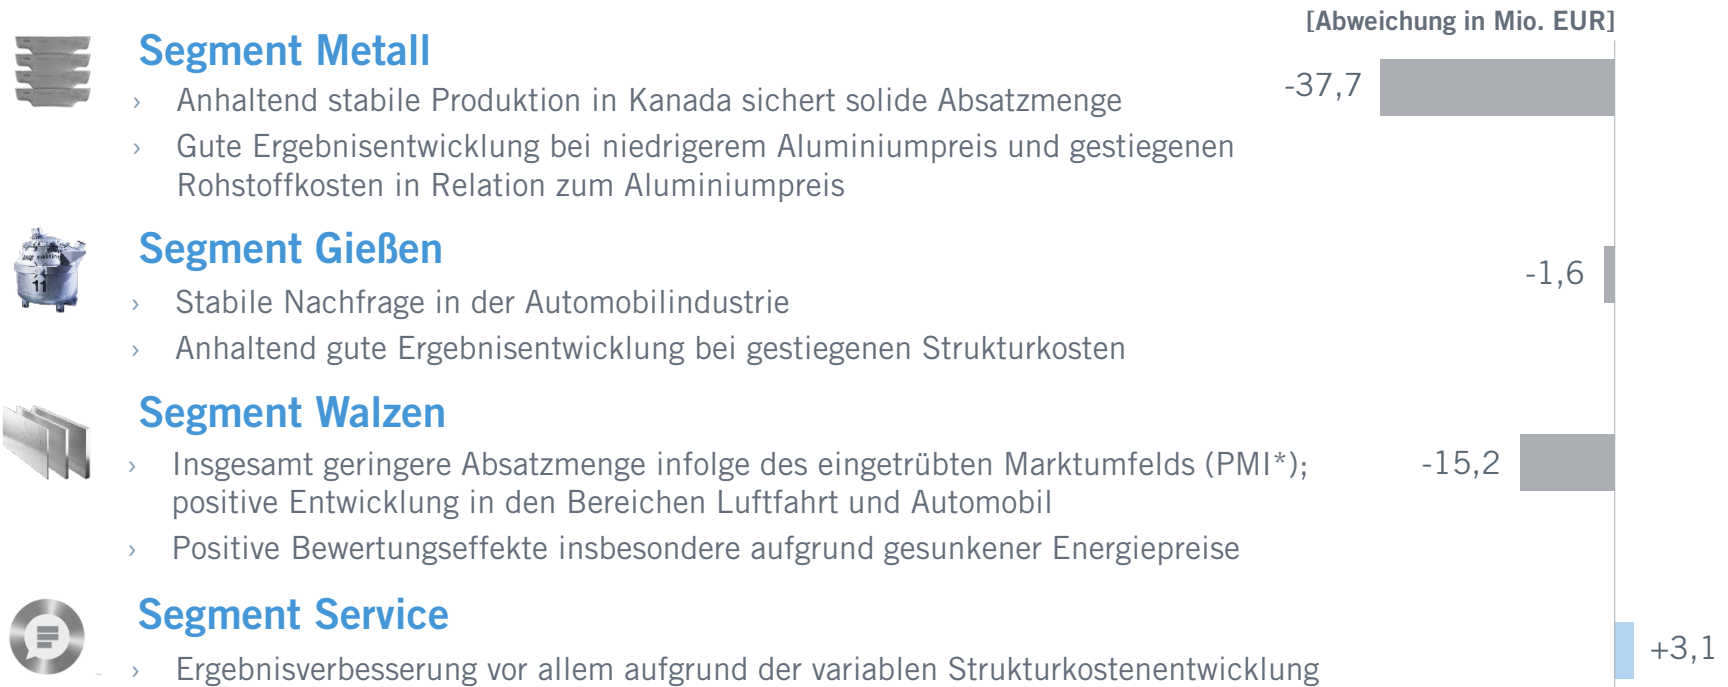 [Abweichung in Mio. EUR]
Segment Metall
› Anhaltend stabile Produktion in Kanada sichert solide Absatzmenge
-37,7
› Gute Ergebnisentwicklung bei niedrigerem Aluminiumpreis und gestiegenen
Rohstoffkosten in Relation zum Aluminiumpreis
Segment Gießen
11
-1,6
› Stabile Nachfrage in der Automobilindustrie
› Anhaltend gute Ergebnisentwicklung bei gestiegenen Strukturkosten
Segment Walzen
› Insgesamt geringere Absatzmenge infolge des eingetrübten Marktumfelds (PMI*);
positive Entwicklung in den Bereichen Luftfahrt und Automobil
-15,2
› Positive Bewertungseffekte insbesondere aufgrund gesunkener Energiepreise
Segment Service
› Ergebnisverbesserung vor allem aufgrund der variablen Strukturkostenentwicklung
+3,1